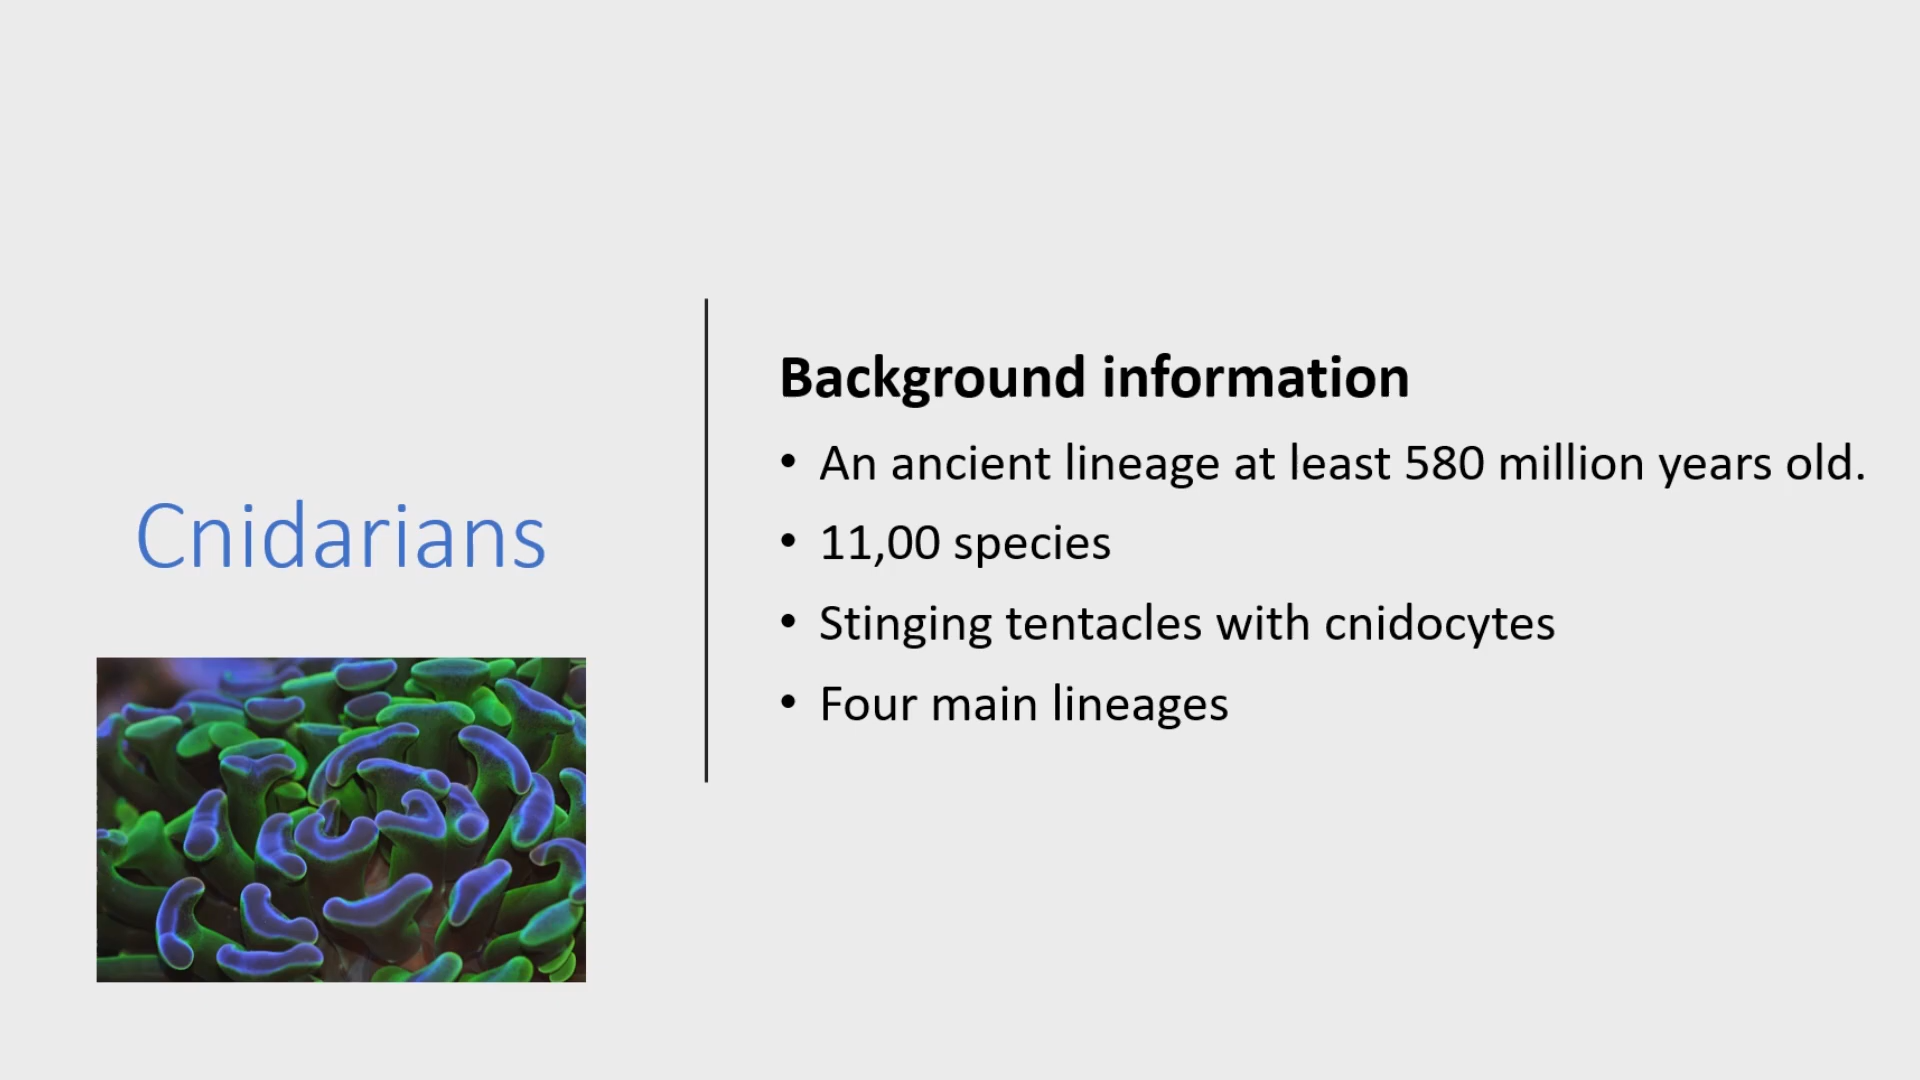 Cnidarians
Background information
• An ancient lineage at least 580 million years old.
• 11,00 species
• Stinging tentacles with cnidocytes
• Four main lineages